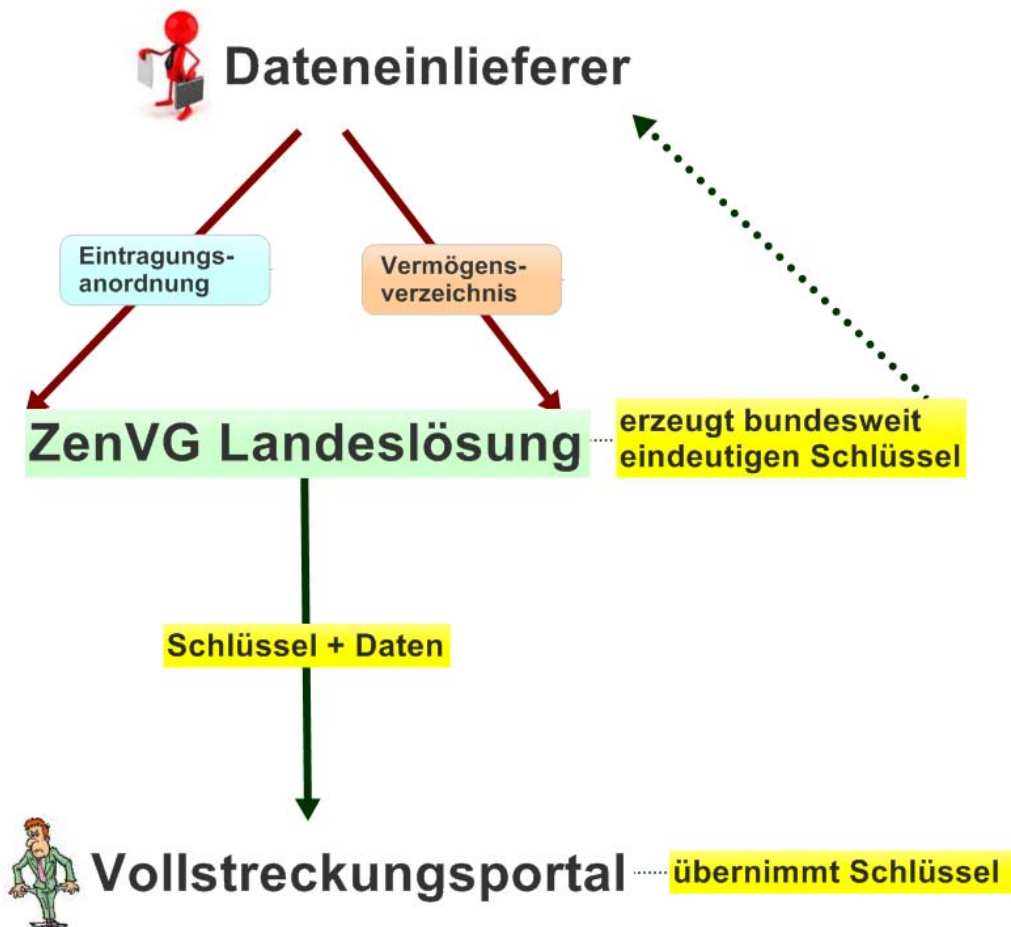 Dateneinlieferer
Eintragungs-
anordnung
Vermögens-
verzeichnis
ZenVG Landeslösung
erzeugt bundesweit
eindeutigen Schlüssel
Schlüssel + Daten
Vollstreckungsportal
übernimmt Schlüssel